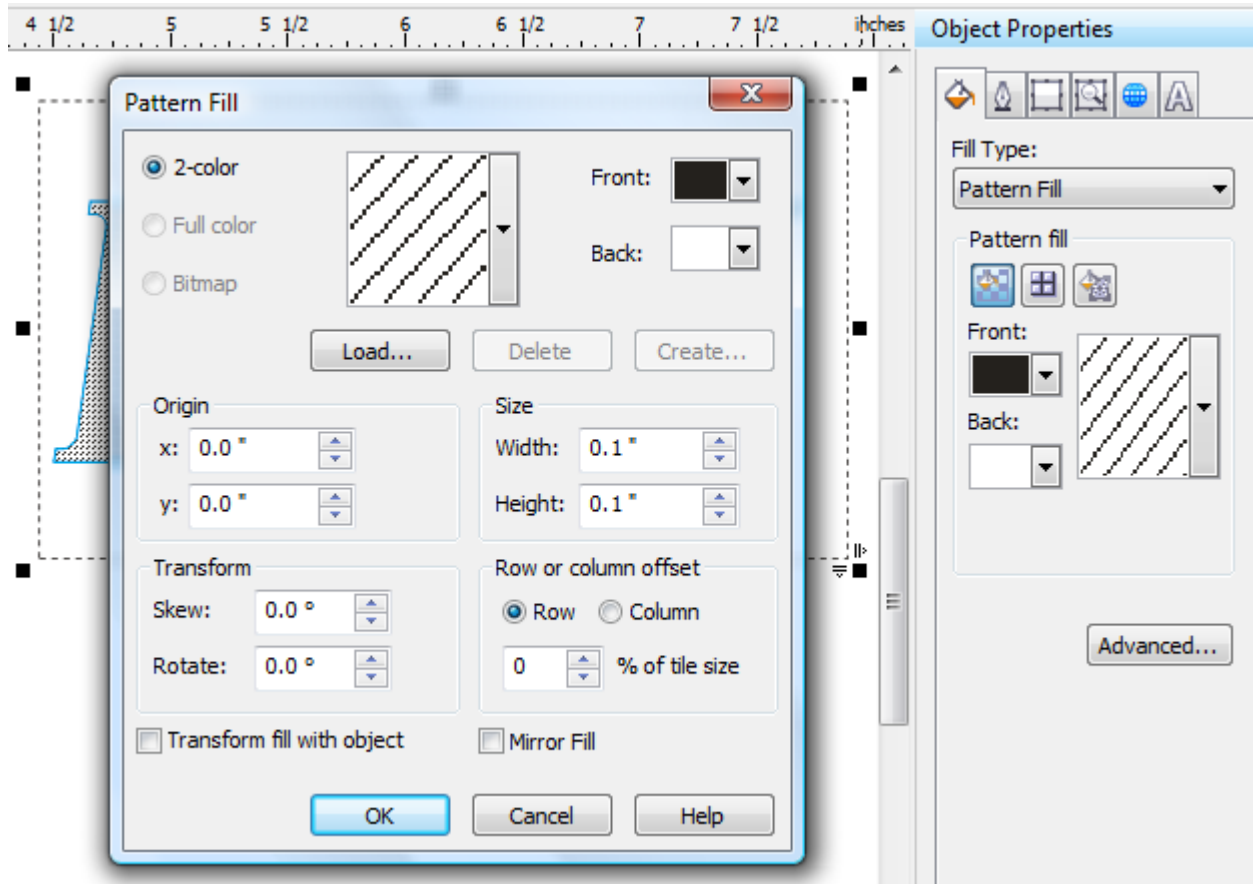 4 1/2 5 5 1/2 6 6 1/2 7 7 1/2 inches
Object Properties
Pattern Fill
2-color
Full color
Bitmap
Front:
Back:
Load... Delete Create...
Origin
x: 0.0 "
y: 0.0 "
Size
Width: 0.1 "
Height: 0.1 "
Transform
Skew: 0.0 °
Rotate: 0.0 °
Row or column offset
Row Column
0 % of tile size
Transform fill with object
Mirror Fill
OK Cancel Help
A
Fill Type:
Pattern Fill
Pattern fill
Front:
Back:
Advanced...